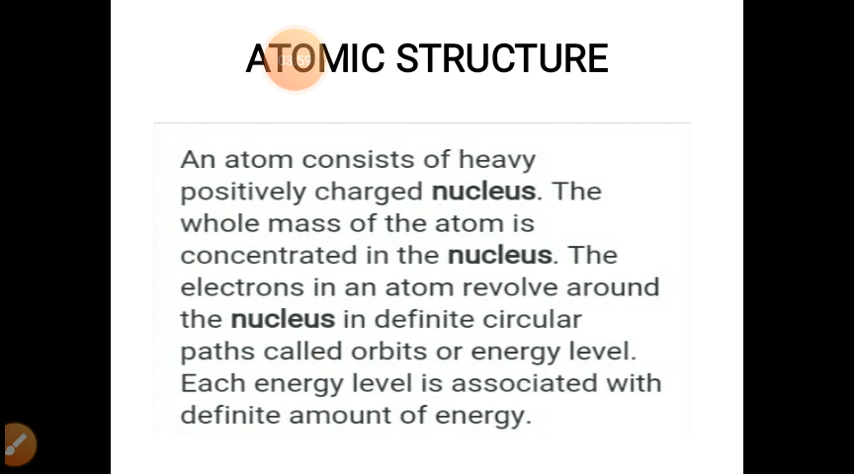 ATOMIC STRUCTURE
03:59
An atom consists of heavy
positively charged nucleus. The
whole mass of the atom is
concentrated in the nucleus. The
electrons in an atom revolve around
the nucleus in definite circular
paths called orbits or energy level.
Each energy level is associated with
definite amount of energy.